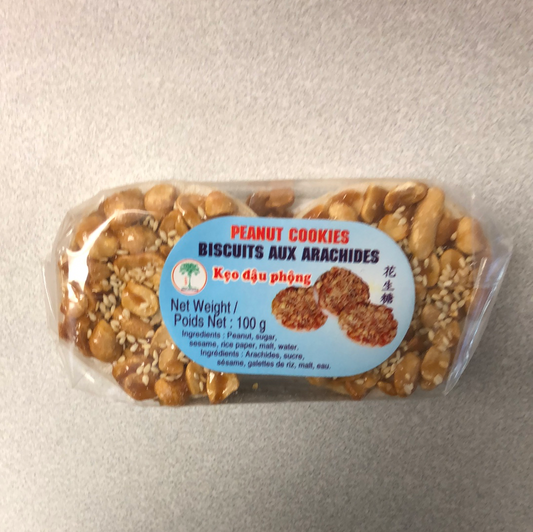 PEANUT COOKIES
BISCUITS AUX ARACHIDES
Kẹo đậu phộng
花生糖
Net Weight /
Poids Net : 100 g
Ingredients : Peanut, sugar,
sesame, rice paper, malt, water.
Ingrédients : Arachides, sucre,
sésame, galettes de riz, malt, eau.